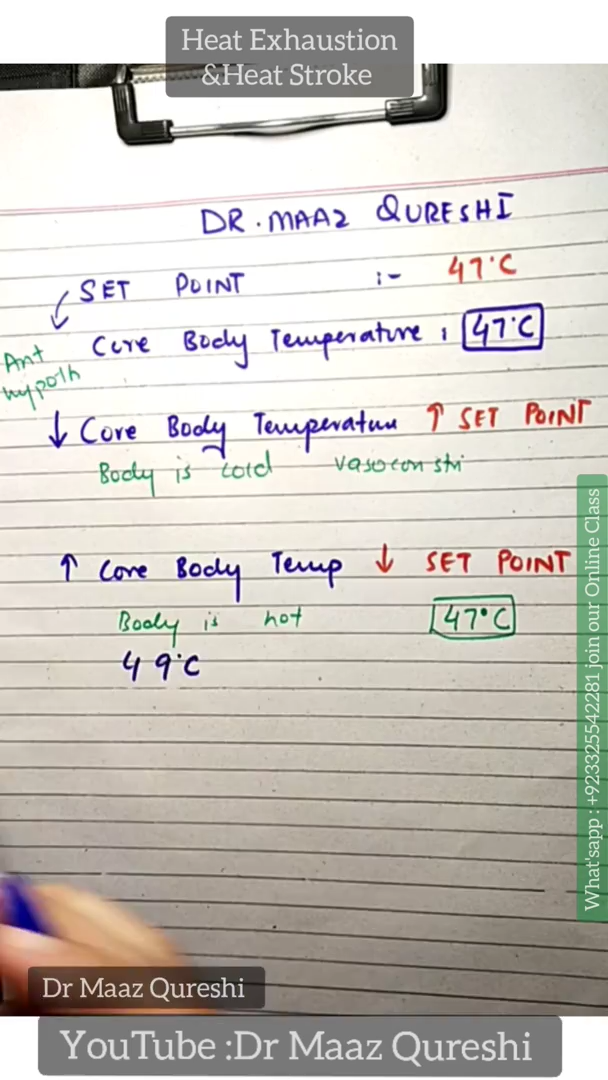 Heat Exhaustion
&Heat Stroke
DR. MAAZ QURESHI
SET POINT :- 47°C
Ant
hypoth
Core Body Temperature : 47°C
↓ Core Body Temperatuu ↑ SET POINT
Body is cold vasoconstri
↑ Core Body Temp ↓ SET POINT
Body is hot 47°C
49°C
What'sapp : +923325542281 join our Online Class
Dr Maaz Qureshi
YouTube :Dr Maaz Qureshi